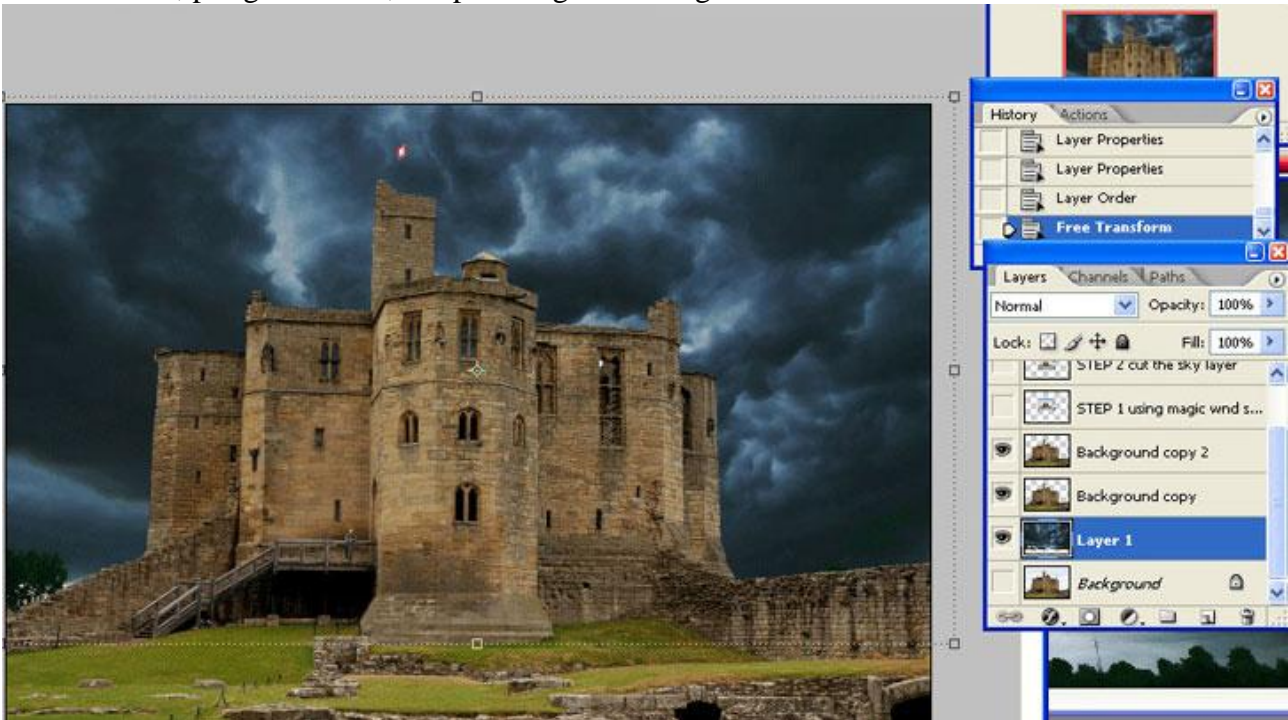 History Actions
Layer Properties
Layer Properties
Layer Order
Free Transform
Layers Channels Paths
Normal Opacity: 100%
Lock: Fill: 100%
STEP 2 cut the sky layer
STEP 1 using magic wnd s...
Background copy 2
Background copy
Layer 1
Background